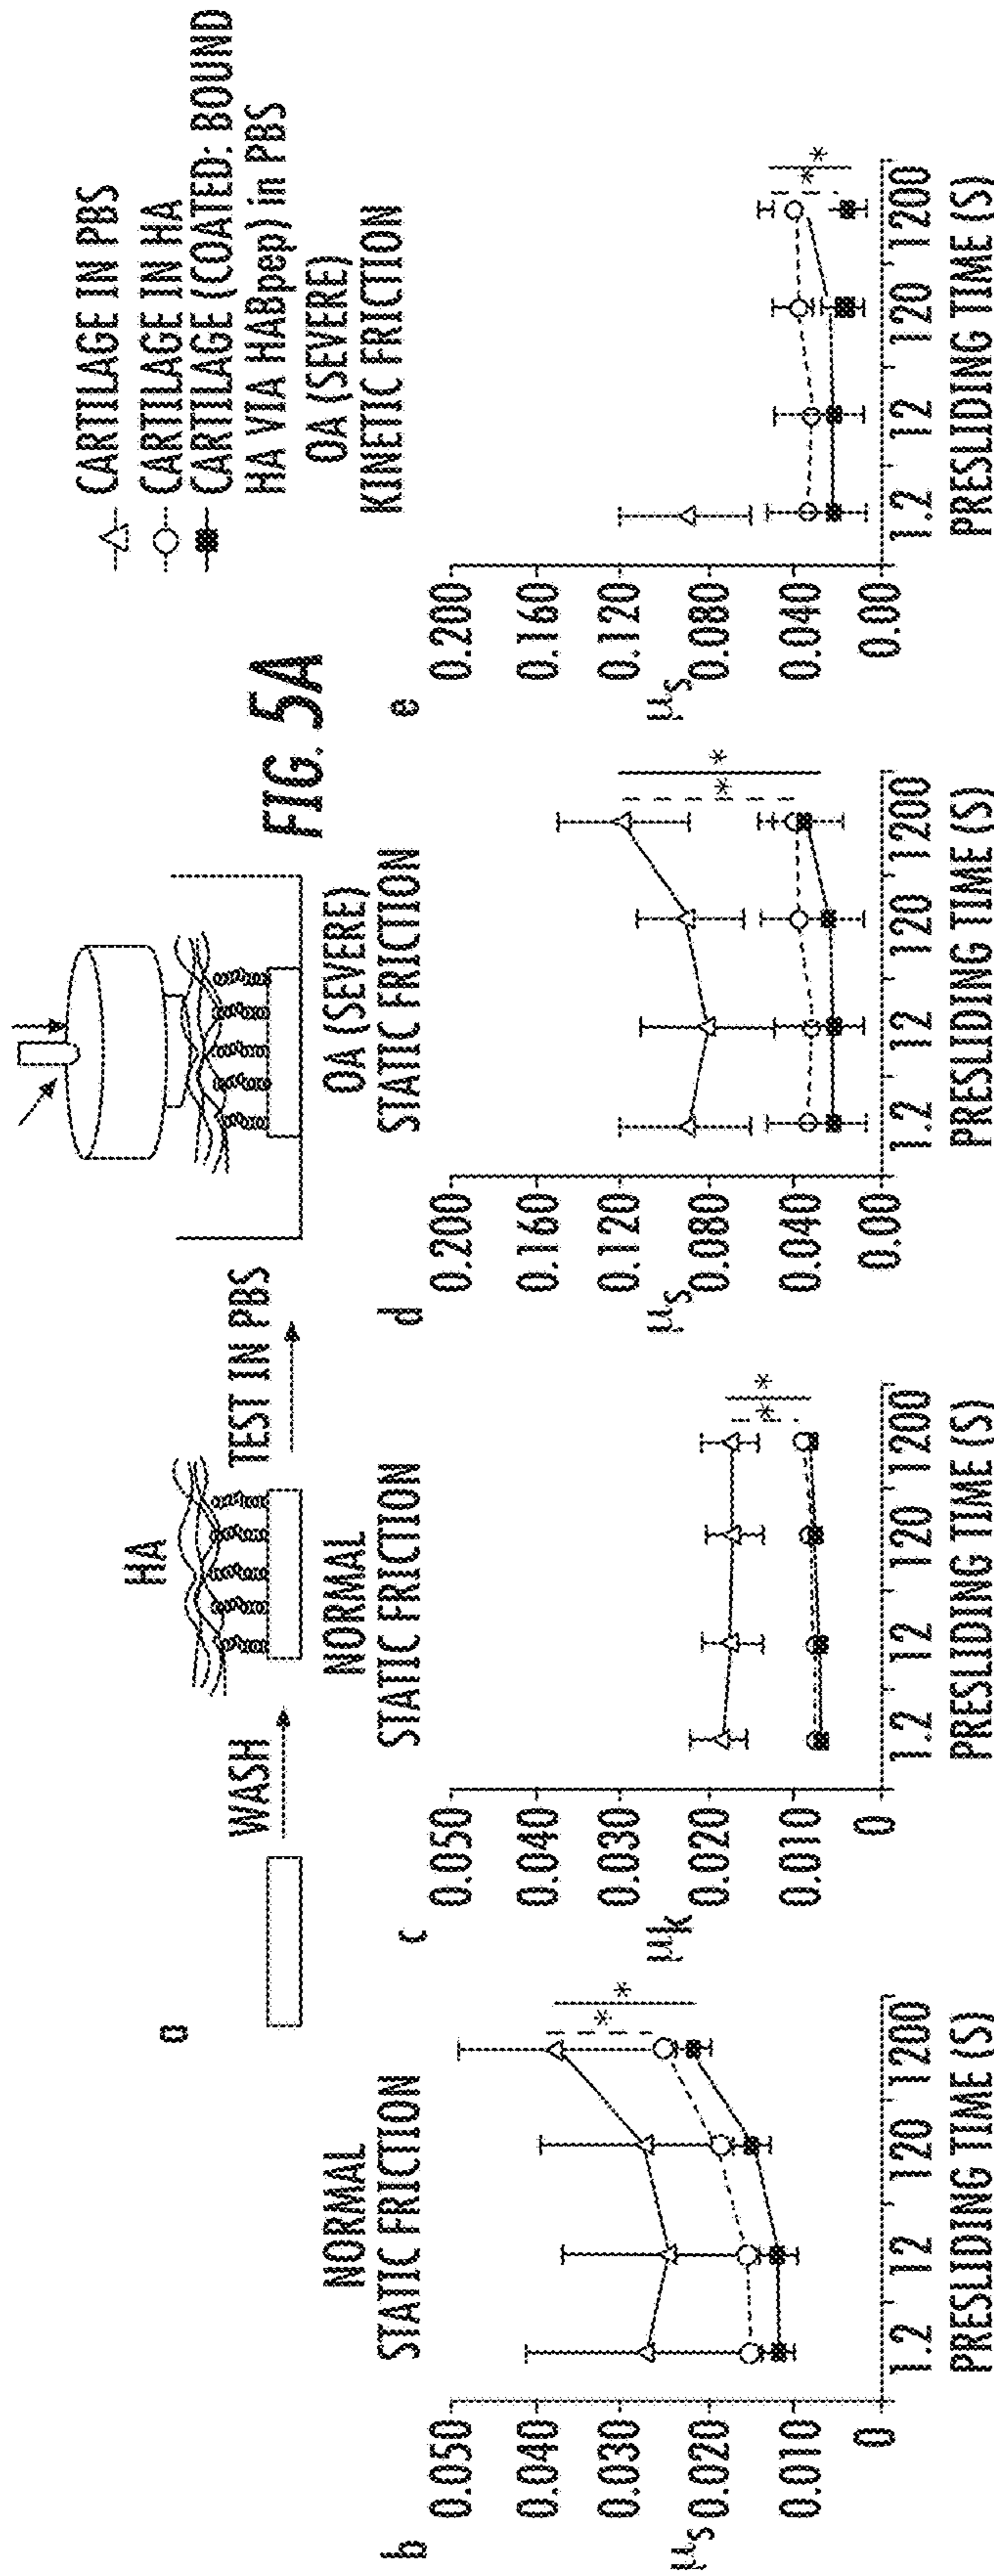 a
WASH
HA
TEST IN PBS
CARTILAGE IN PBS
CARTILAGE IN HA
CARTILAGE (COATED: BOUND
HA VIA HABpep) in PBS
FIG. 5A
b
NORMAL
STATIC FRICTION
μs
0.050
0.040
0.030
0.020
0.010
0
* *
1.2 12 120 1200
PRESLIDING TIME (S)
c
NORMAL
STATIC FRICTION
μk
0.050
0.040
0.030
0.020
0.010
0
* *
1.2 12 120 1200
PRESLIDING TIME (S)
d
OA (SEVERE)
STATIC FRICTION
μs
0.200
0.160
0.120
0.080
0.040
0.00
* *
1.2 12 120 1200
PRESLIDING TIME (S)
e
OA (SEVERE)
KINETIC FRICTION
μs
0.200
0.160
0.120
0.080
0.040
0.00
* *
1.2 12 120 1200
PRESLIDING TIME (S)